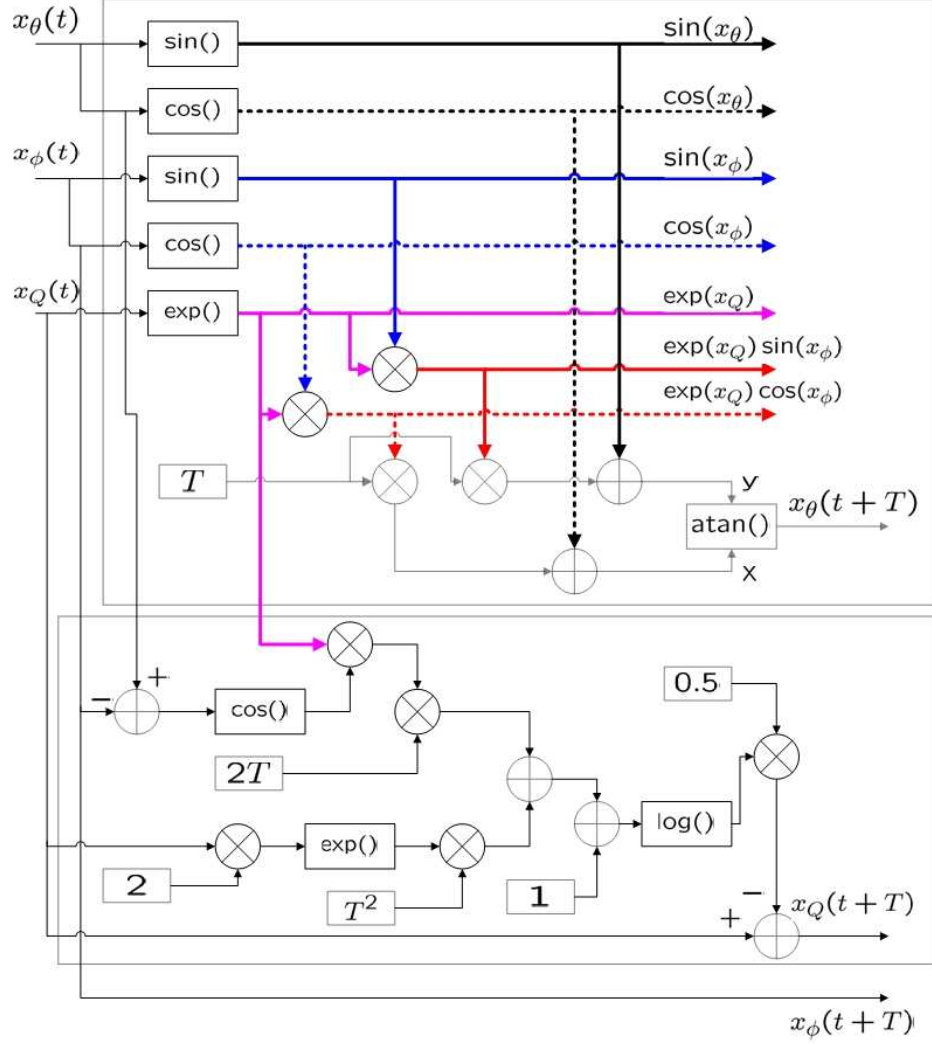 x_θ(t)
sin()
sin(x_θ)
cos()
cos(x_θ)
x_ϕ(t)
sin()
sin(x_ϕ)
cos()
cos(x_ϕ)
x_Q(t)
exp()
exp(x_Q)
exp(x_Q) sin(x_ϕ)
exp(x_Q) cos(x_ϕ)
T
y
x_θ(t + T)
atan()
x
+
−
cos()
0.5
2T
exp()
log()
2
T²
1
−
+
x_Q(t + T)
x_ϕ(t + T)